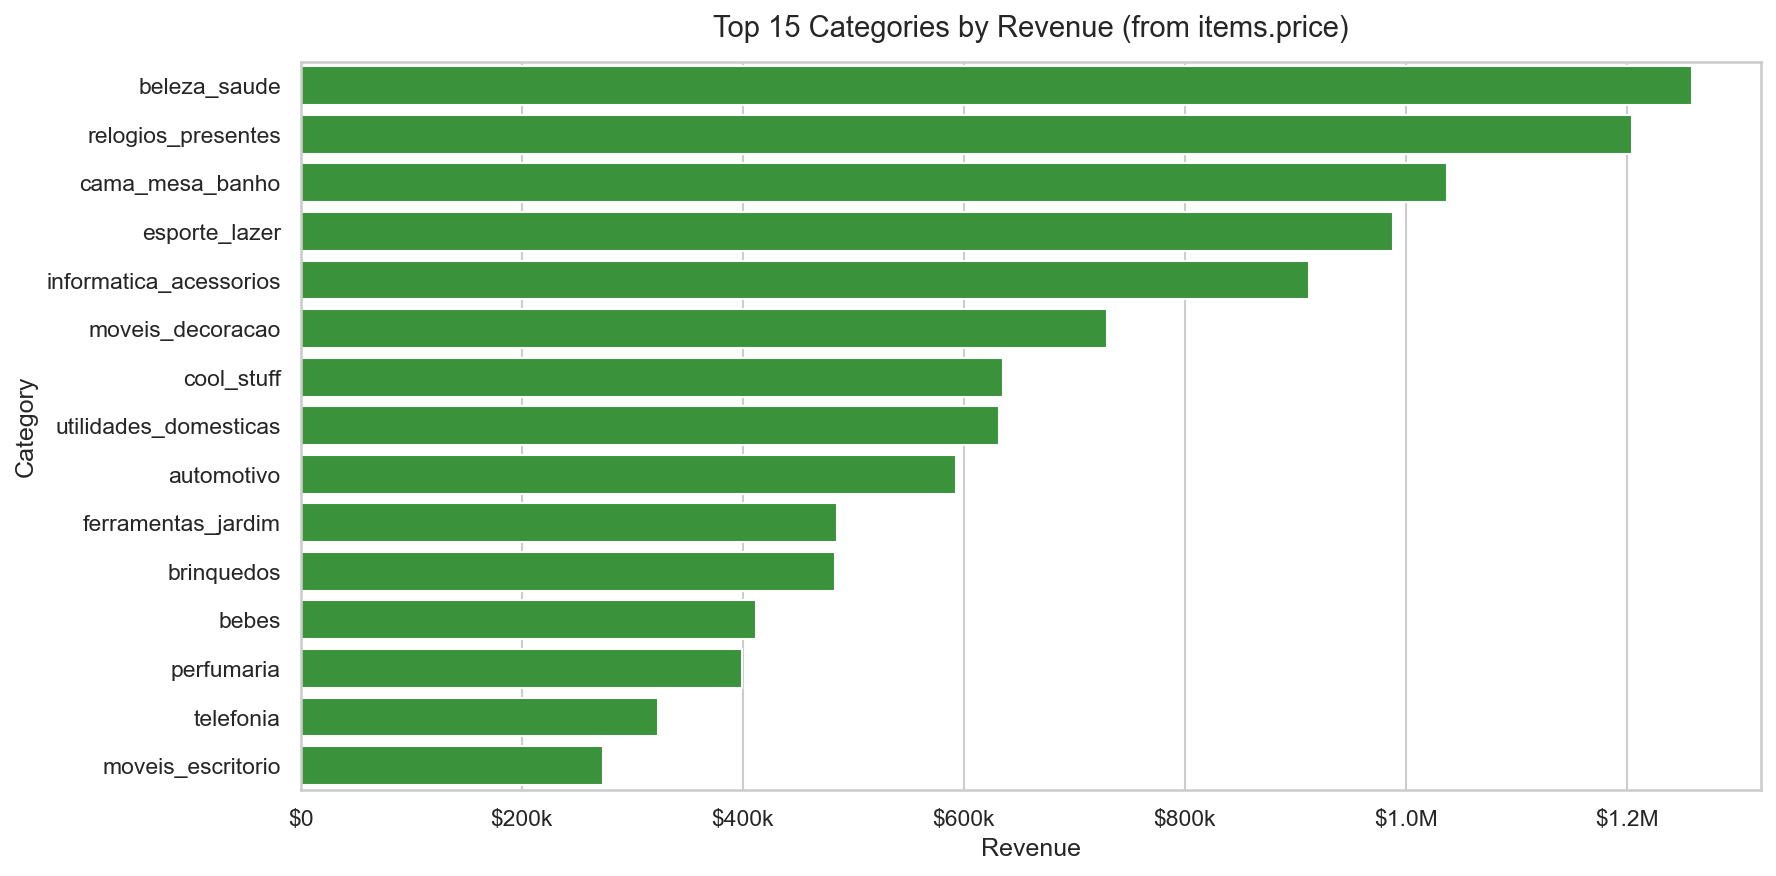 Top 15 Categories by Revenue (from items.price)
Category
beleza_saude
relogios_presentes
cama_mesa_banho
esporte_lazer
informatica_acessorios
moveis_decoracao
cool_stuff
utilidades_domesticas
automotivo
ferramentas_jardim
brinquedos
bebes
perfumaria
telefonia
moveis_escritorio
$0 $200k $400k $600k $800k $1.0M $1.2M
Revenue